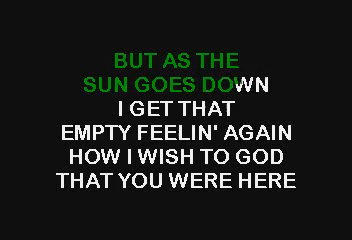 BUT AS THE
SUN GOES DOWN
I GET THAT
EMPTY FEELIN' AGAIN
HOW I WISH TO GOD
THAT YOU WERE HERE